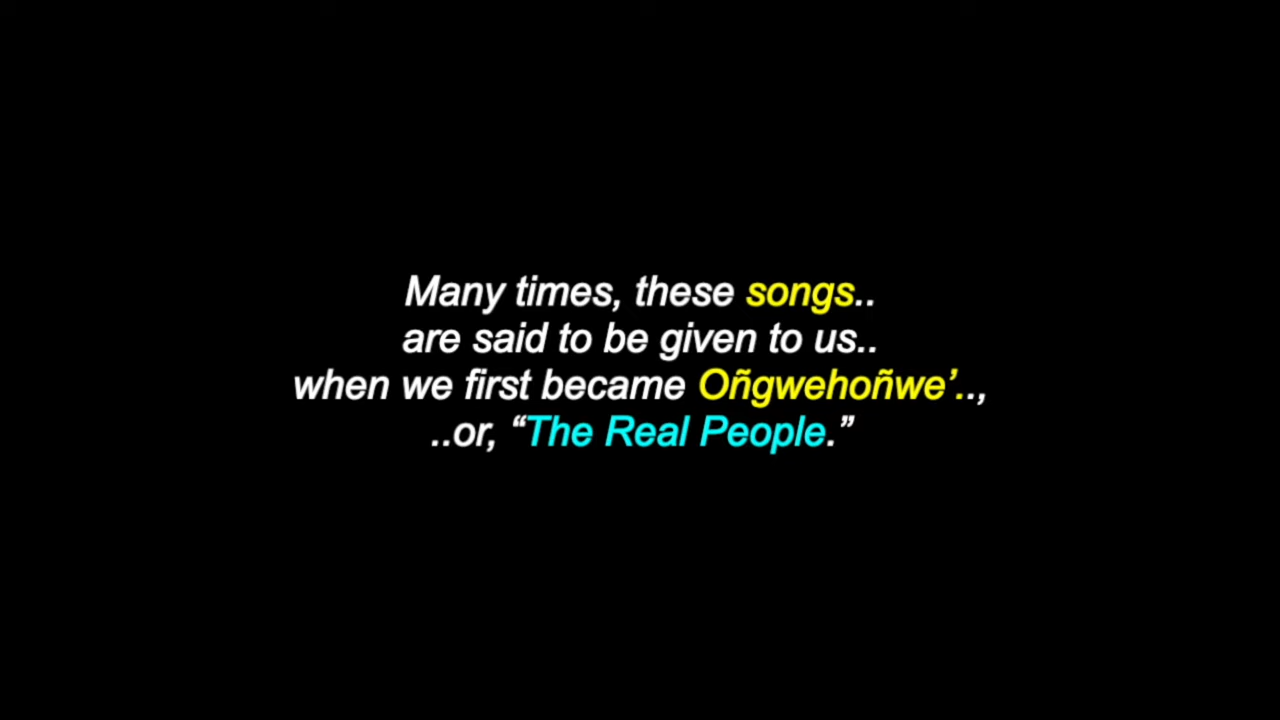 Many times, these songs..
are said to be given to us..
when we first became Oñgwehoñwe’..,
..or, “The Real People.”